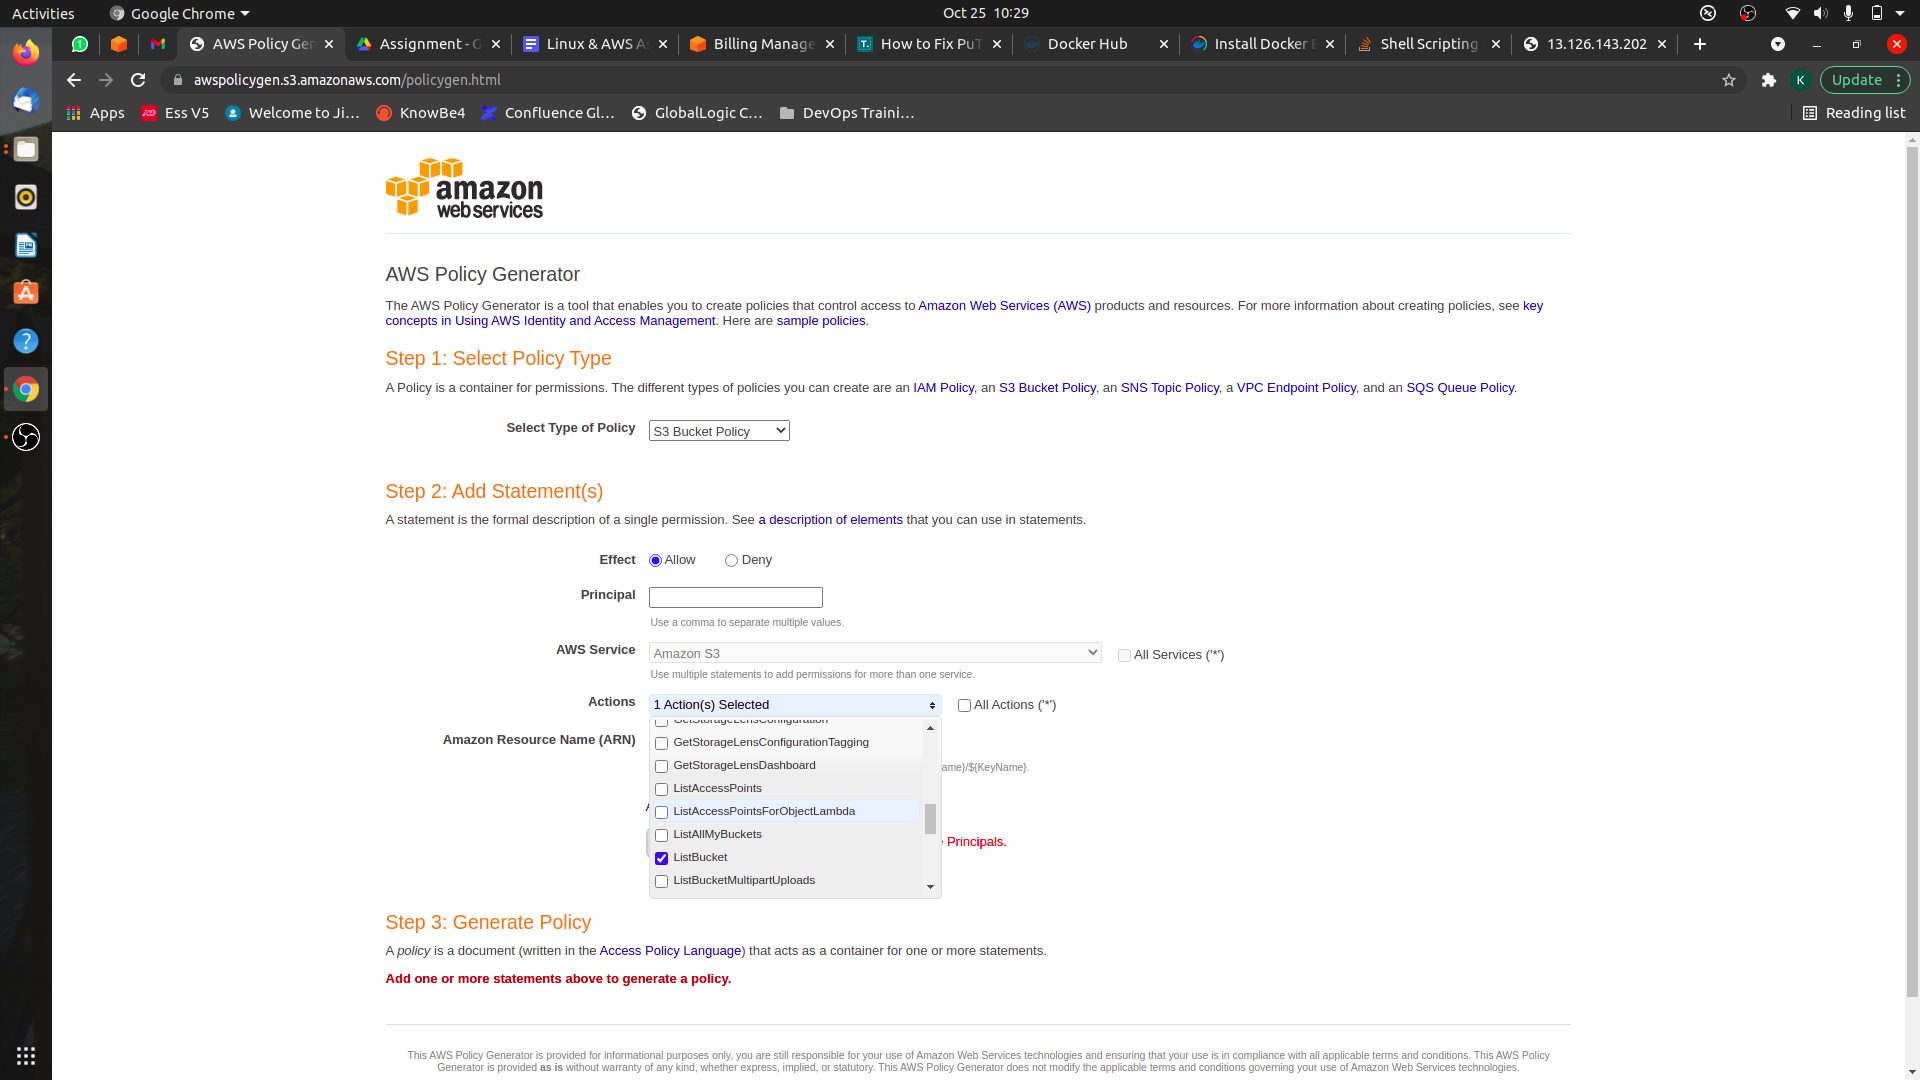 Activities
Google Chrome
Oct 25 10:29
AWS Policy Gen
Assignment - G
Linux & AWS As
Billing Manage
How to Fix PuT
Docker Hub
Install Docker E
Shell Scripting
13.126.143.202
awspolicygen.s3.amazonaws.com/policygen.html
K
Update
Apps
Ess V5
Welcome to Ji...
KnowBe4
Confluence Gl...
GlobalLogic C...
DevOps Traini...
Reading list
amazon
web services
AWS Policy Generator
The AWS Policy Generator is a tool that enables you to create policies that control access to Amazon Web Services (AWS) products and resources. For more information about creating policies, see key
concepts in Using AWS Identity and Access Management. Here are sample policies.
Step 1: Select Policy Type
A Policy is a container for permissions. The different types of policies you can create are an IAM Policy, an S3 Bucket Policy, an SNS Topic Policy, a VPC Endpoint Policy, and an SQS Queue Policy.
Select Type of Policy
S3 Bucket Policy
Step 2: Add Statement(s)
A statement is the formal description of a single permission. See a description of elements that you can use in statements.
Effect
Allow
Deny
Principal
Use a comma to separate multiple values.
AWS Service
Amazon S3
All Services ('*')
Use multiple statements to add permissions for more than one service.
Actions
1 Action(s) Selected
All Actions ('*')
GetStorageLensConfiguration
Amazon Resource Name (ARN)
GetStorageLensConfigurationTagging
GetStorageLensDashboard
ame}/${KeyName}.
ListAccessPoints
ListAccessPointsForObjectLambda
ListAllMyBuckets
Principals.
ListBucket
ListBucketMultipartUploads
Step 3: Generate Policy
A policy is a document (written in the Access Policy Language) that acts as a container for one or more statements.
Add one or more statements above to generate a policy.
This AWS Policy Generator is provided for informational purposes only, you are still responsible for your use of Amazon Web Services technologies and ensuring that your use is in compliance with all applicable terms and conditions. This AWS Policy
Generator is provided as is without warranty of any kind, whether express, implied, or statutory. This AWS Policy Generator does not modify the applicable terms and conditions governing your use of Amazon Web Services technologies.